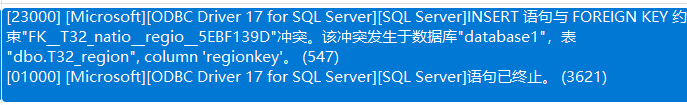 [23000] [Microsoft][ODBC Driver 17 for SQL Server][SQL Server]INSERT 语句与 FOREIGN KEY 约
束"FK__T32_natio__regio__5EBF139D"冲突。该冲突发生于数据库"database1"，表
"dbo.T32_region", column 'regionkey'。 (547)
[01000] [Microsoft][ODBC Driver 17 for SQL Server][SQL Server]语句已终止。 (3621)